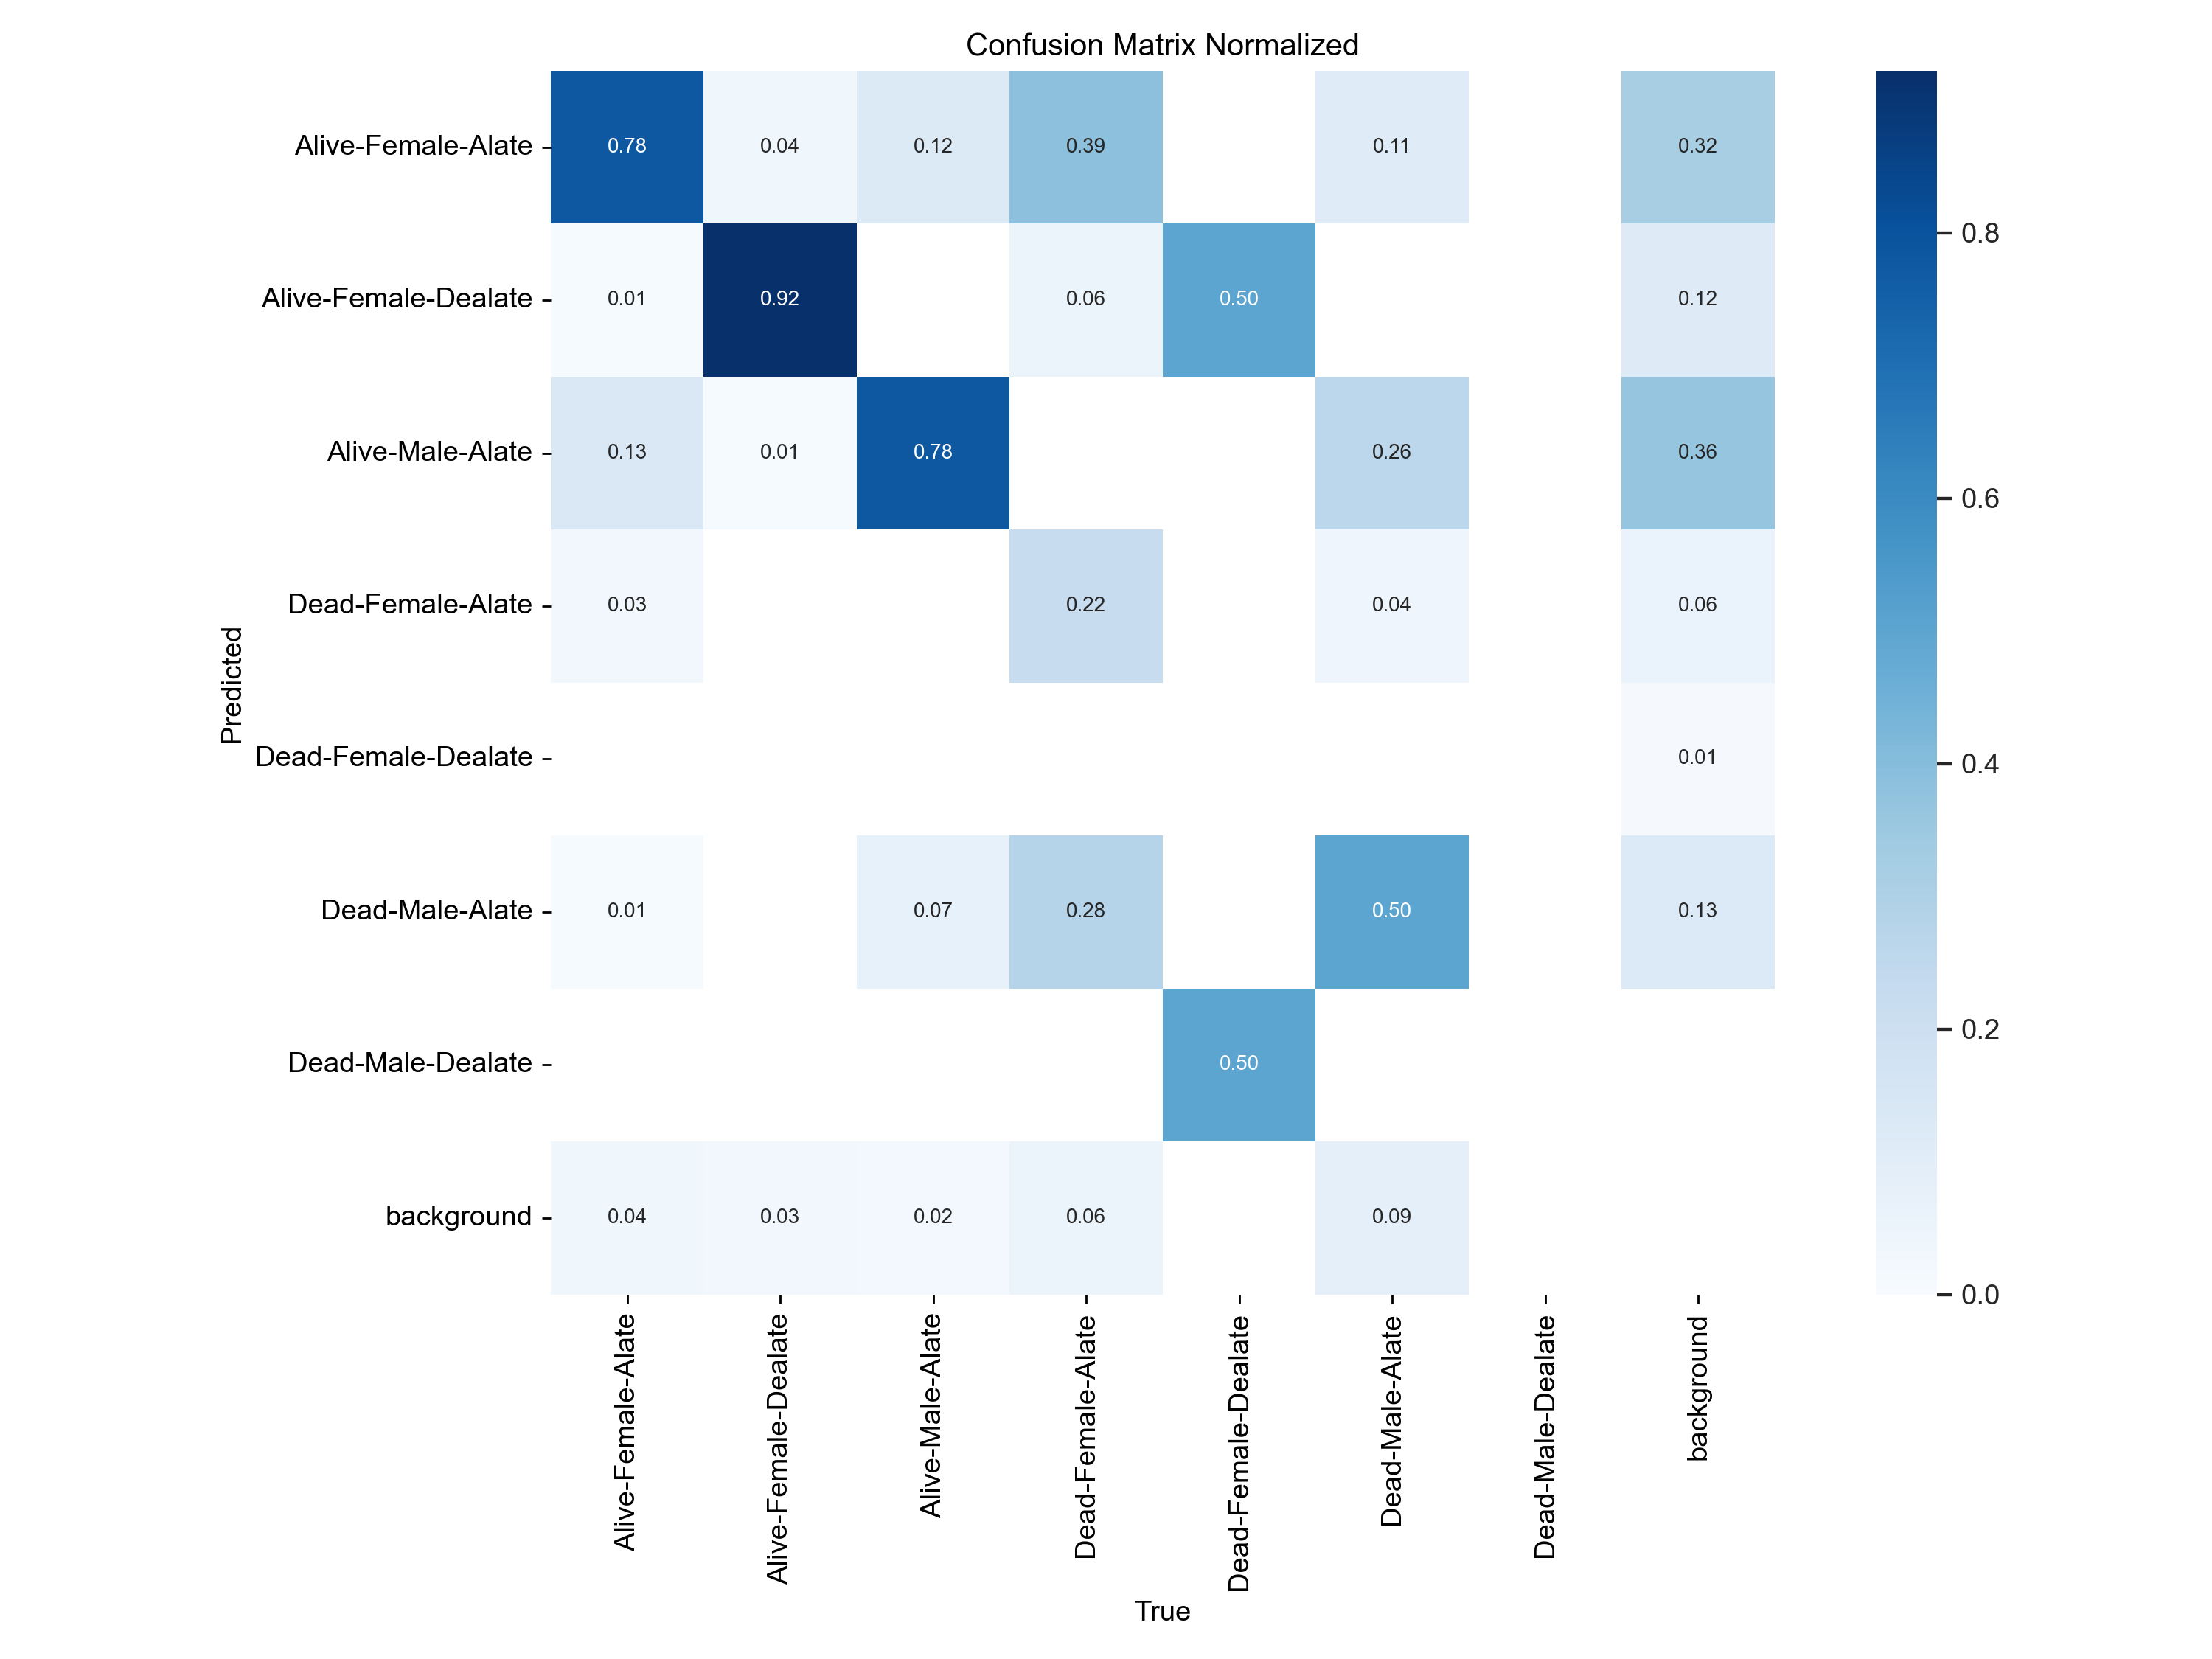 Confusion Matrix Normalized
Predicted
Alive-Female-Alate 0.78 0.04 0.12 0.39 0.11 0.32
Alive-Female-Dealate 0.01 0.92 0.06 0.50 0.12
Alive-Male-Alate 0.13 0.01 0.78 0.26 0.36
Dead-Female-Alate 0.03 0.22 0.04 0.06
Dead-Female-Dealate 0.01
Dead-Male-Alate 0.01 0.07 0.28 0.50 0.13
Dead-Male-Dealate 0.50
background 0.04 0.03 0.02 0.06 0.09
Alive-Female-Alate
Alive-Female-Dealate
Alive-Male-Alate
Dead-Female-Alate
Dead-Female-Dealate
Dead-Male-Alate
Dead-Male-Dealate
background
True
0.8
0.6
0.4
0.2
0.0